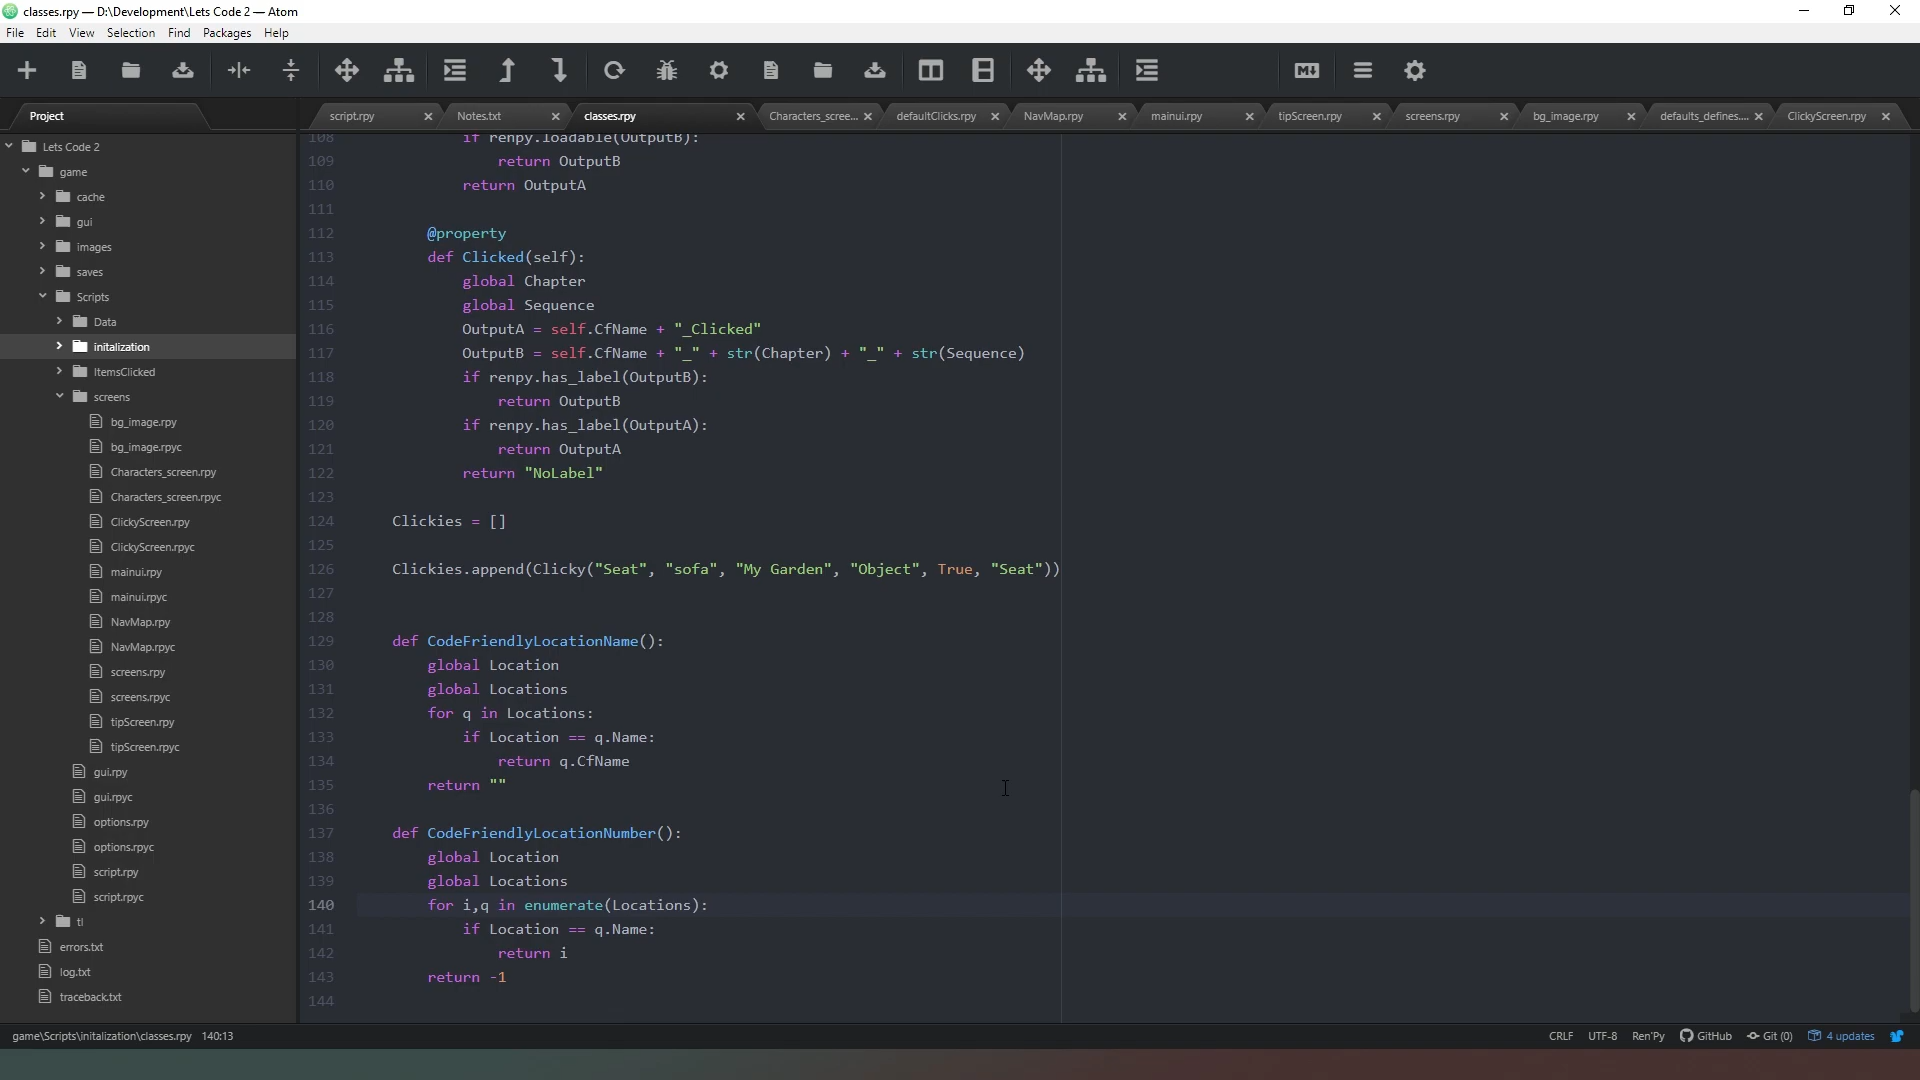 classes.rpy — D:\Development\Lets Code 2 — Atom
File Edit View Selection Find Packages Help
Project
script.rpy
Notes.txt
classes.rpy
Characters_scree...
defaultClicks.rpy
NavMap.rpy
mainui.rpy
tipScreen.rpy
screens.rpy
bg_image.rpy
defaults_defines....
ClickyScreen.rpy
Lets Code 2
game
cache
gui
images
saves
Scripts
Data
initalization
ItemsClicked
screens
bg_image.rpy
bg_image.rpyc
Characters_screen.rpy
Characters_screen.rpyc
ClickyScreen.rpy
ClickyScreen.rpyc
mainui.rpy
mainui.rpyc
NavMap.rpy
NavMap.rpyc
screens.rpy
screens.rpyc
tipScreen.rpy
tipScreen.rpyc
gui.rpy
gui.rpyc
options.rpy
options.rpyc
script.rpy
script.rpyc
tl
errors.txt
log.txt
traceback.txt
108 if renpy.loadable(OutputB):
109 return OutputB
110 return OutputA
111
112 @property
113 def Clicked(self):
114 global Chapter
115 global Sequence
116 OutputA = self.CfName + "_Clicked"
117 OutputB = self.CfName + "_" + str(Chapter) + "_" + str(Sequence)
118 if renpy.has_label(OutputB):
119 return OutputB
120 if renpy.has_label(OutputA):
121 return OutputA
122 return "NoLabel"
123
124 Clickies = []
125
126 Clickies.append(Clicky("Seat", "sofa", "My Garden", "Object", True, "Seat"))
127
128
129 def CodeFriendlyLocationName():
130 global Location
131 global Locations
132 for q in Locations:
133 if Location == q.Name:
134 return q.CfName
135 return ""
136
137 def CodeFriendlyLocationNumber():
138 global Location
139 global Locations
140 for i,q in enumerate(Locations):
141 if Location == q.Name:
142 return i
143 return -1
144
game\Scripts\initalization\classes.rpy 140:13
CRLF UTF-8 Ren'Py GitHub Git (0) 4 updates